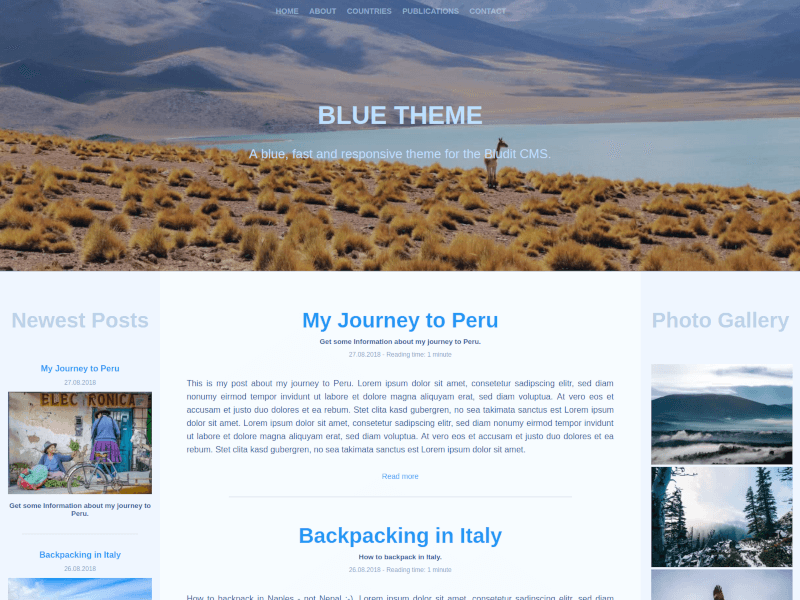 HOME ABOUT COUNTRIES PUBLICATIONS CONTACT
BLUE THEME
A blue, fast and responsive theme for the Bludit CMS.
Newest Posts
My Journey to Peru
27.08.2018
ELEC RONICA
Get some Information about my journey to
Peru.
Backpacking in Italy
26.08.2018
My Journey to Peru
Get some Information about my journey to Peru.
27.08.2018 - Reading time: 1 minute
This is my post about my journey to Peru. Lorem ipsum dolor sit amet, consetetur sadipscing elitr, sed diam
nonumy eirmod tempor invidunt ut labore et dolore magna aliquyam erat, sed diam voluptua. At vero eos et
accusam et justo duo dolores et ea rebum. Stet clita kasd gubergren, no sea takimata sanctus est Lorem ipsum
dolor sit amet. Lorem ipsum dolor sit amet, consetetur sadipscing elitr, sed diam nonumy eirmod tempor invidunt
ut labore et dolore magna aliquyam erat, sed diam voluptua. At vero eos et accusam et justo duo dolores et ea
rebum. Stet clita kasd gubergren, no sea takimata sanctus est Lorem ipsum dolor sit amet.
Read more
Backpacking in Italy
How to backpack in Italy.
26.08.2018 - Reading time: 1 minute
How to backpack in Naples - not Nepal ;-). Lorem ipsum dolor sit amet, consetetur sadipscing elitr, sed diam
Photo Gallery